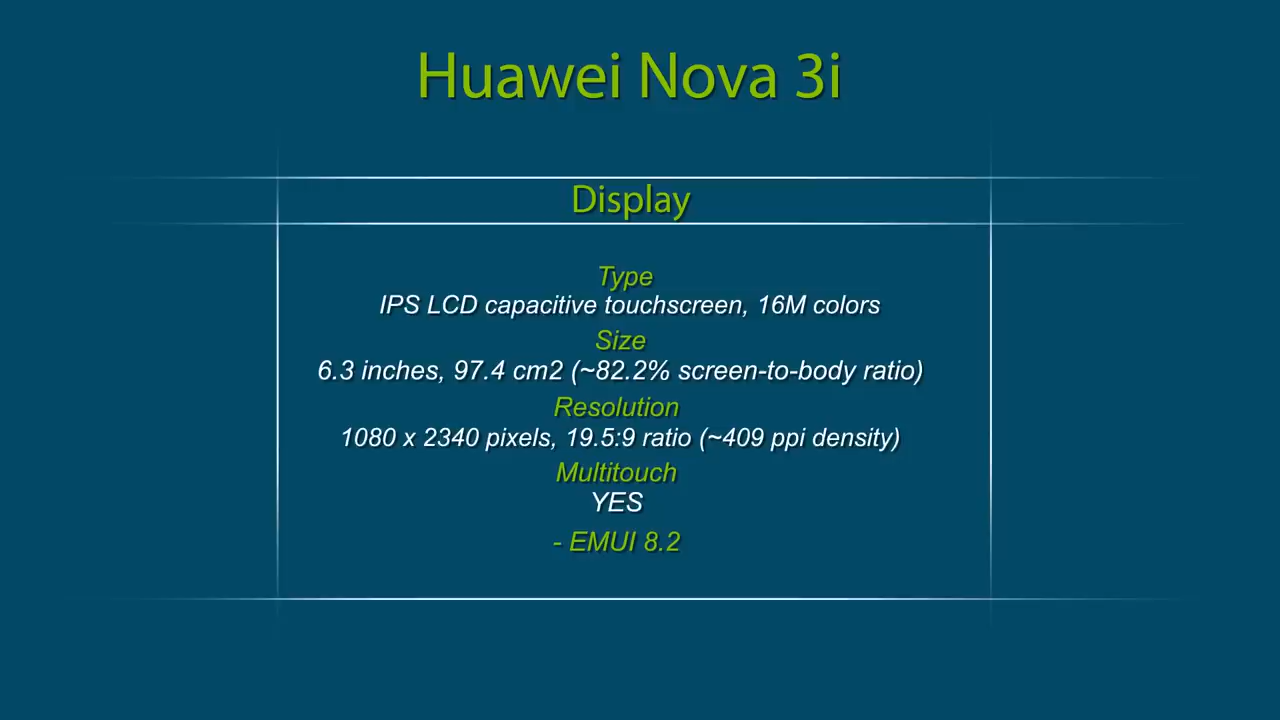 Huawei Nova 3i
Display
Type
IPS LCD capacitive touchscreen, 16M colors
Size
6.3 inches, 97.4 cm2 (~82.2% screen-to-body ratio)
Resolution
1080 x 2340 pixels, 19.5:9 ratio (~409 ppi density)
Multitouch
YES
- EMUI 8.2